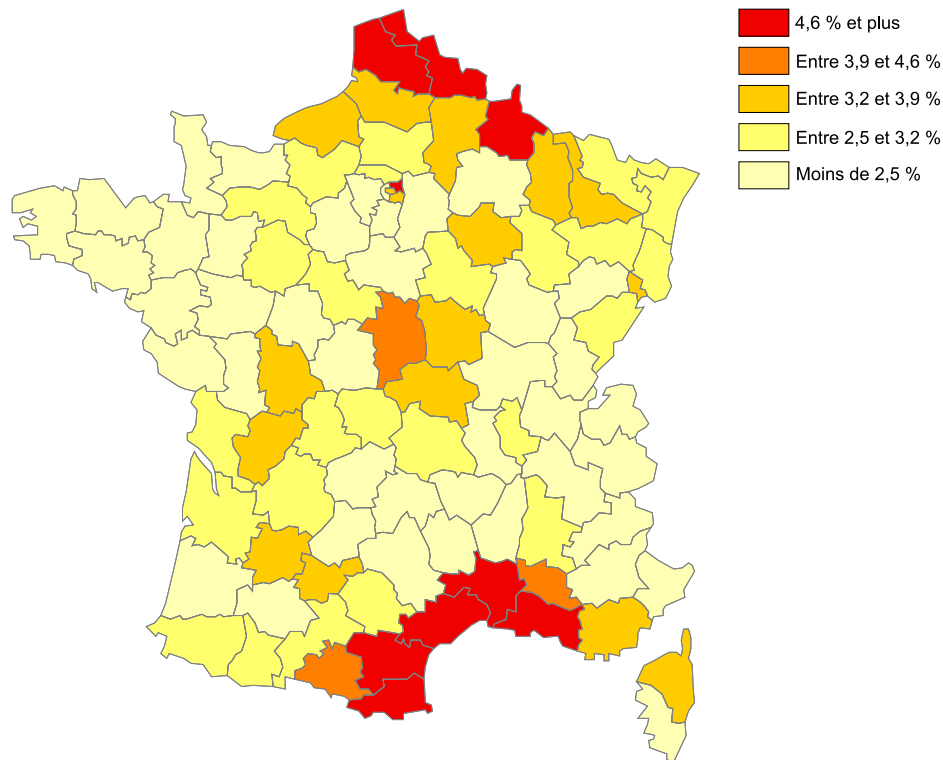 4,6 % et plus
Entre 3,9 et 4,6 %
Entre 3,2 et 3,9 %
Entre 2,5 et 3,2 %
Moins de 2,5 %